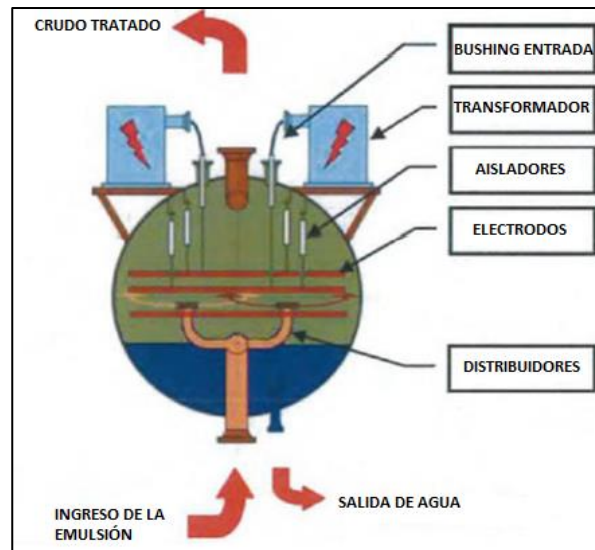 CRUDO TRATADO
BUSHING ENTRADA
TRANSFORMADOR
AISLADORES
ELECTRODOS
DISTRIBUIDORES
SALIDA DE AGUA
INGRESO DE LA
EMULSIÓN